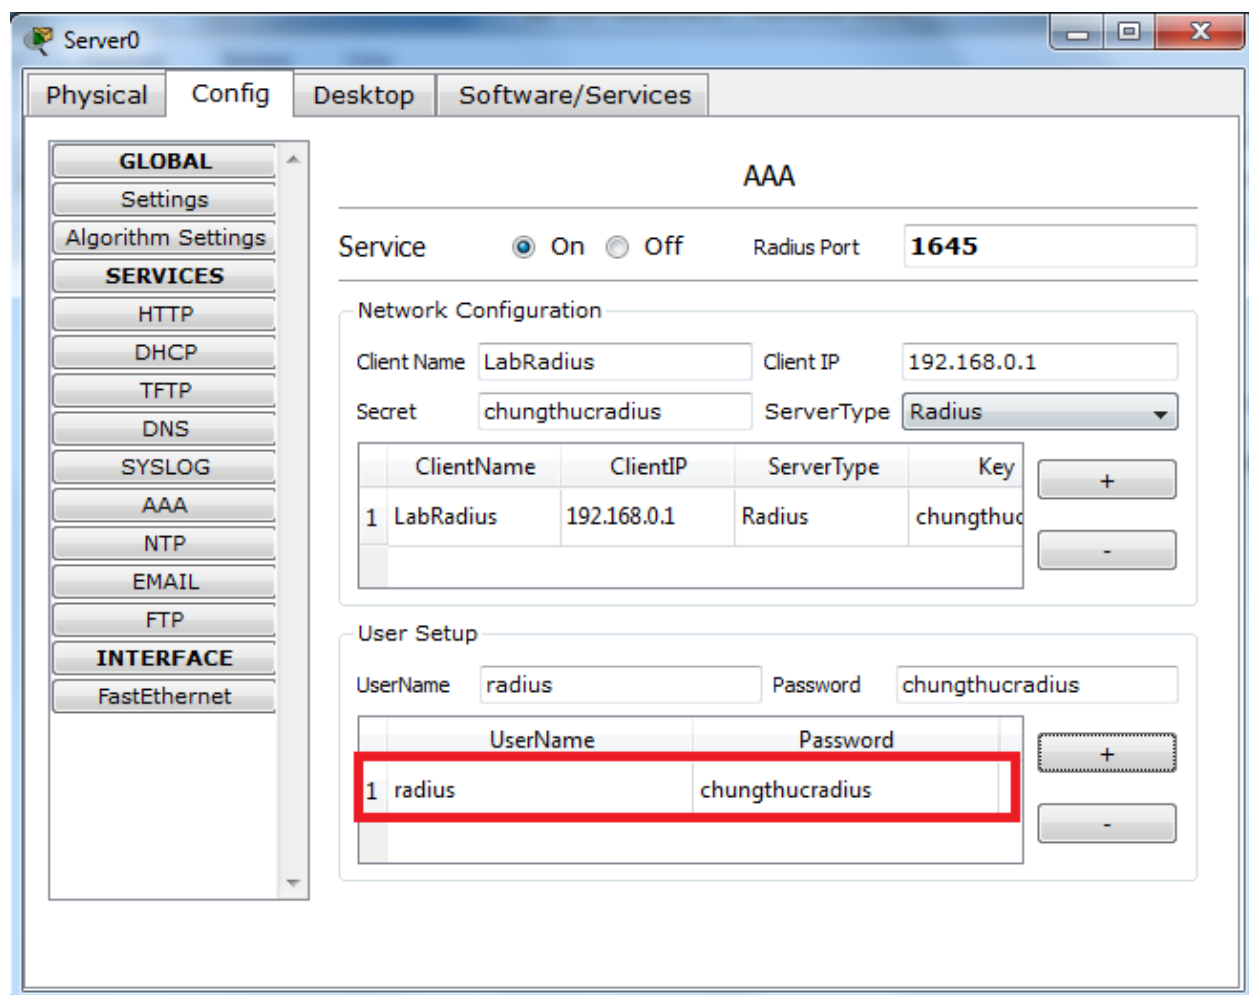 Server0
Physical Config Desktop Software/Services
GLOBAL
Settings
Algorithm Settings
SERVICES
HTTP
DHCP
TFTP
DNS
SYSLOG
AAA
NTP
EMAIL
FTP
INTERFACE
FastEthernet
AAA
Service On Off Radius Port 1645
Network Configuration
Client Name LabRadius Client IP 192.168.0.1
Secret chungthucradius ServerType Radius
ClientName ClientIP ServerType Key
1 LabRadius 192.168.0.1 Radius chungthuc
+
-
User Setup
UserName radius Password chungthucradius
UserName Password
1 radius chungthucradius
+
-